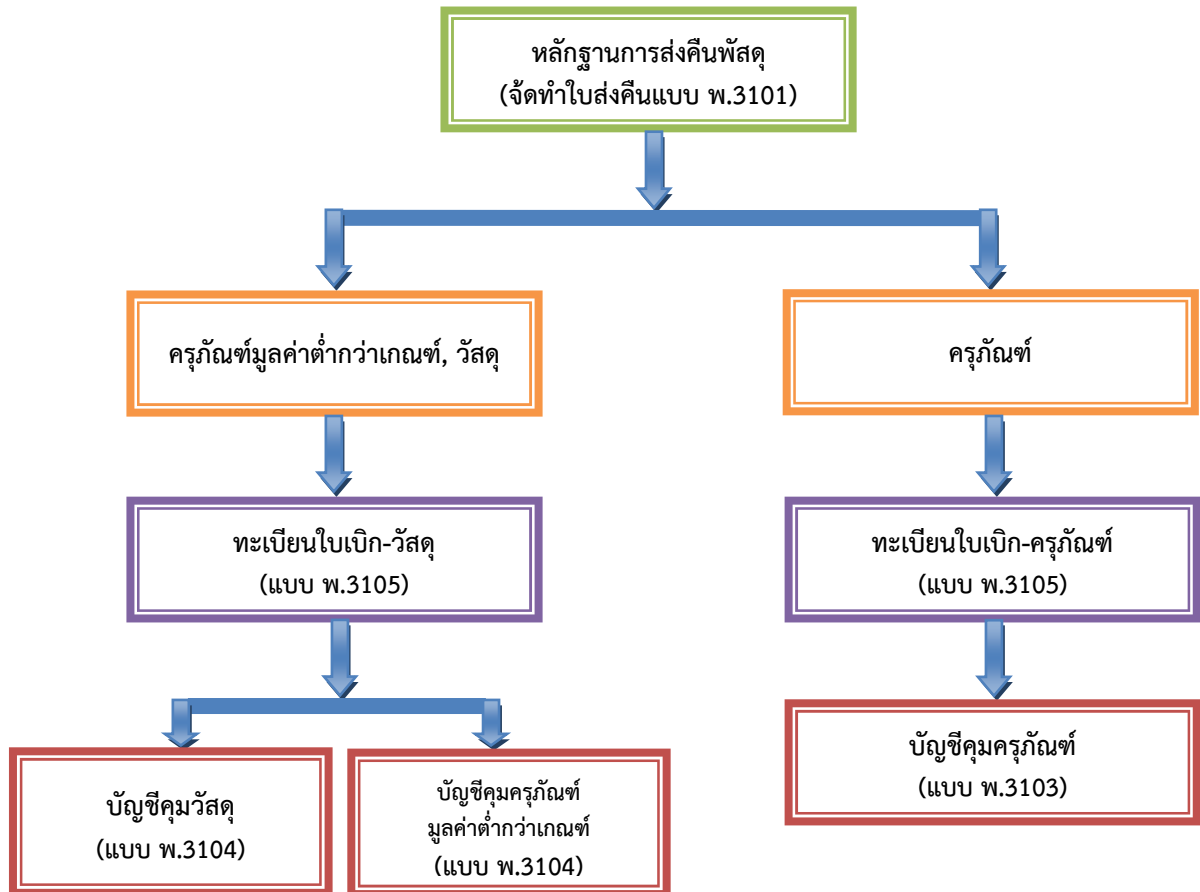 หลักฐานการส่งคืนพัสดุ
(จัดทำใบส่งคืนแบบ พ.3101)
ครุภัณฑ์มูลค่าต่ำกว่าเกณฑ์, วัสดุ
ครุภัณฑ์
ทะเบียนใบเบิก-วัสดุ
(แบบ พ.3105)
ทะเบียนใบเบิก-ครุภัณฑ์
(แบบ พ.3105)
บัญชีคุมวัสดุ
(แบบ พ.3104)
บัญชีคุมครุภัณฑ์
มูลค่าต่ำกว่าเกณฑ์
(แบบ พ.3104)
บัญชีคุมครุภัณฑ์
(แบบ พ.3103)